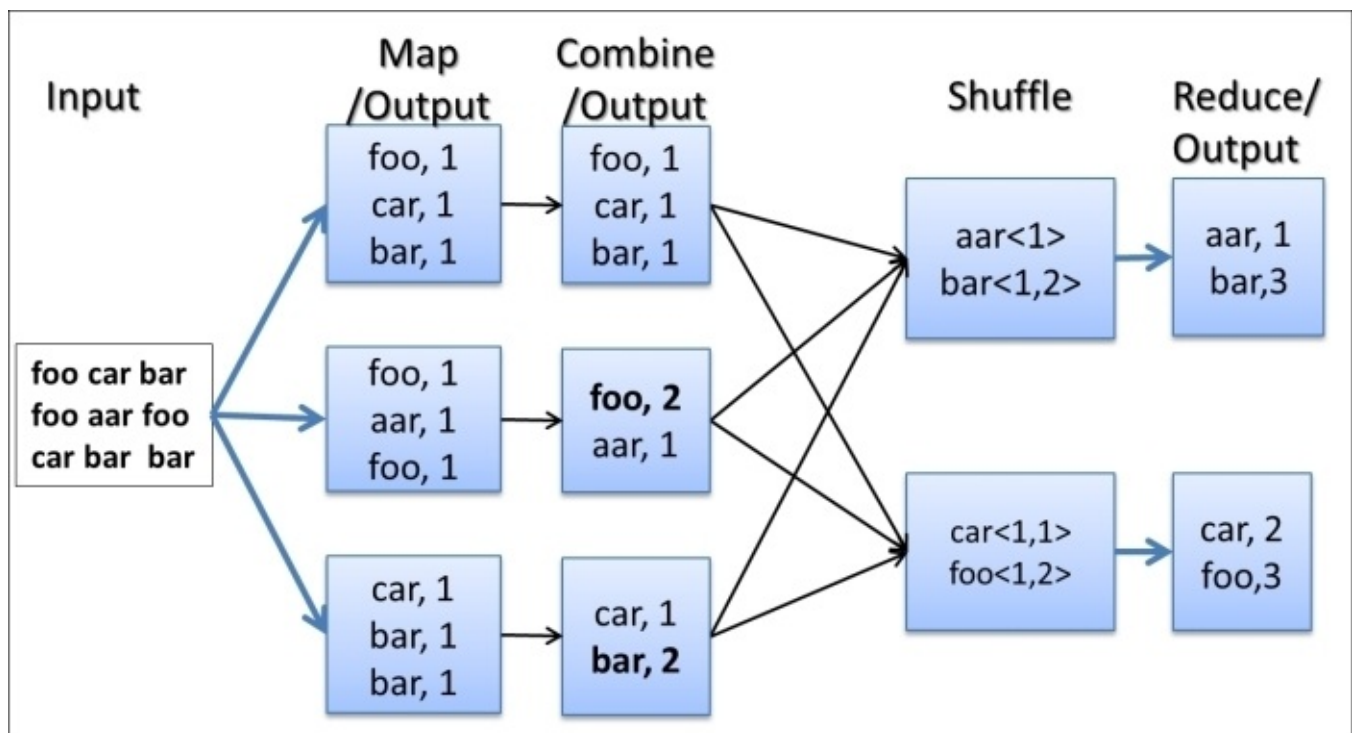 Input
Map
/Output
Combine
/Output
Shuffle
Reduce/
Output
foo car bar
foo aar foo
car bar  bar
foo, 1
car, 1
bar, 1
foo, 1
aar, 1
foo, 1
car, 1
bar, 1
bar, 1
foo, 1
car, 1
bar, 1
foo, 2
aar, 1
car, 1
bar, 2
aar<1>
bar<1,2>
car<1,1>
foo<1,2>
aar, 1
bar,3
car, 2
foo,3